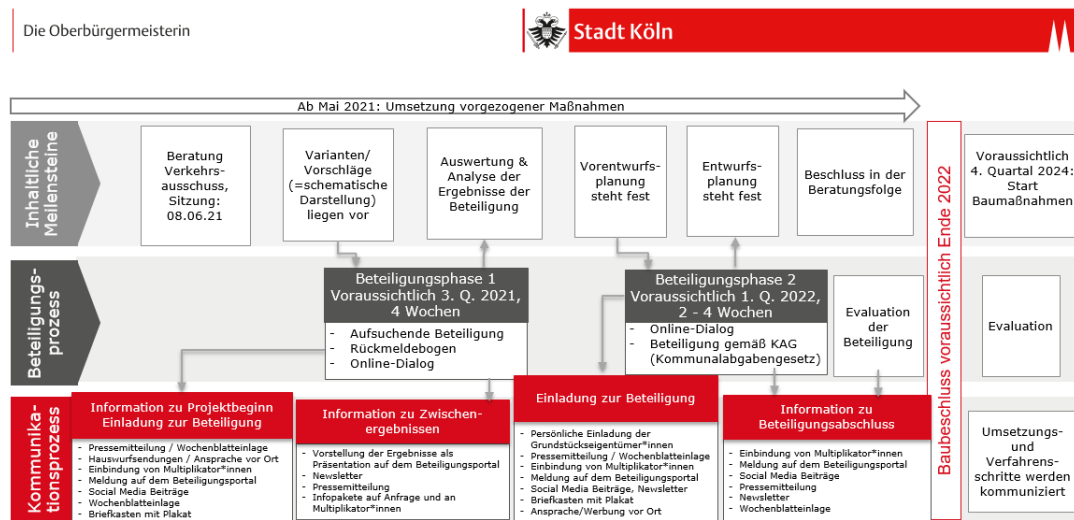 Die Oberbürgermeisterin
Stadt Köln
Ab Mai 2021: Umsetzung vorgezogener Maßnahmen
Inhaltliche
Meilensteine
Beratung
Verkehrs-
ausschuss,
Sitzung:
08.06.21
Varianten/
Vorschläge
(=schematische
Darstellung)
liegen vor
Auswertung &
Analyse der
Ergebnisse der
Beteiligung
Vorentwurfs-
planung
steht fest
Entwurfs-
planung
steht fest
Beschluss in der
Beratungsfolge
Baubeschluss voraussichtlich Ende 2022
Voraussichtlich
4. Quartal 2024:
Start
Baumaßnahmen
Beteiligungs-
prozess
Beteiligungsphase 1
Voraussichtlich 3. Q. 2021,
4 Wochen
- Aufsuchende Beteiligung
- Rückmeldebogen
- Online-Dialog
Beteiligungsphase 2
Voraussichtlich 1. Q. 2022,
2 - 4 Wochen
- Online-Dialog
- Beteiligung gemäß KAG
(Kommunalabgabengesetz)
Evaluation
der
Beteiligung
Evaluation
Kommunika-
tionsprozess
Information zu Projektbeginn
Einladung zur Beteiligung
- Pressemitteilung / Wochenblatteinlage
- Hauswurfsendungen / Ansprache vor Ort
- Einbindung von Multiplikator*innen
- Meldung auf dem Beteiligungsportal
- Social Media Beiträge
- Wochenblatteinlage
- Briefkasten mit Plakat
Information zu Zwischen-
ergebnissen
- Vorstellung der Ergebnisse als
Präsentation auf dem Beteiligungsportal
- Newsletter
- Pressemitteilung
- Infopakete auf Anfrage und an
Multiplikator*innen
Einladung zur Beteiligung
- Persönliche Einladung der
Grundstückseigentümer*innen
- Pressemitteilung / Wochenblatteinlage
- Einbindung von Multiplikator*innen
- Meldung auf dem Beteiligungsportal
- Social Media Beiträge, Newsletter
- Briefkasten mit Plakat
- Ansprache/Werbung vor Ort
Information zu
Beteiligungsabschluss
- Einbindung von Multiplikator*innen
- Meldung auf dem Beteiligungsportal
- Social Media Beiträge
- Pressemitteilung
- Newsletter
- Wochenblatteinlage
Umsetzungs-
und
Verfahrens-
schritte werden
kommuniziert